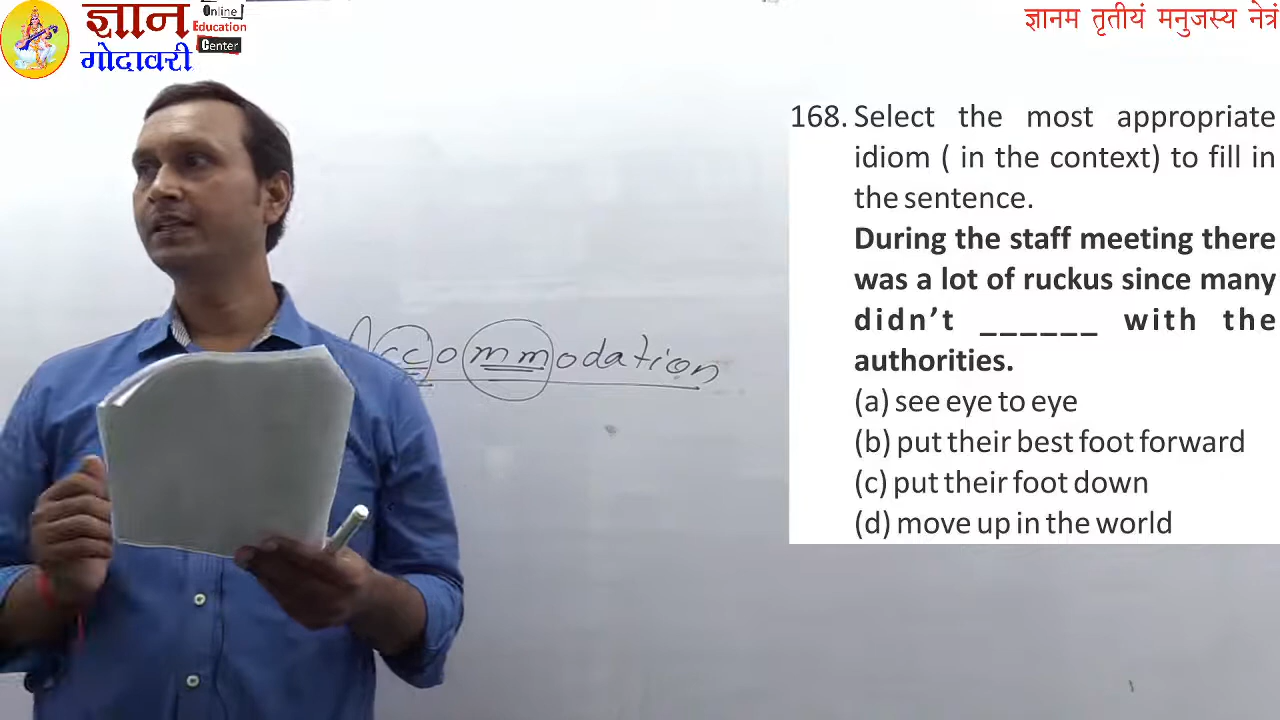 ज्ञान
गोदावरी
Online
Education
Center
ज्ञानम तृतीयं मनुजस्य नेत्रं
168. Select the most appropriate
idiom ( in the context) to fill in
the sentence.
During the staff meeting there
was a lot of ruckus since many
didn’t ______ with the
authorities.
(a) see eye to eye
(b) put their best foot forward
(c) put their foot down
(d) move up in the world
Accommodation